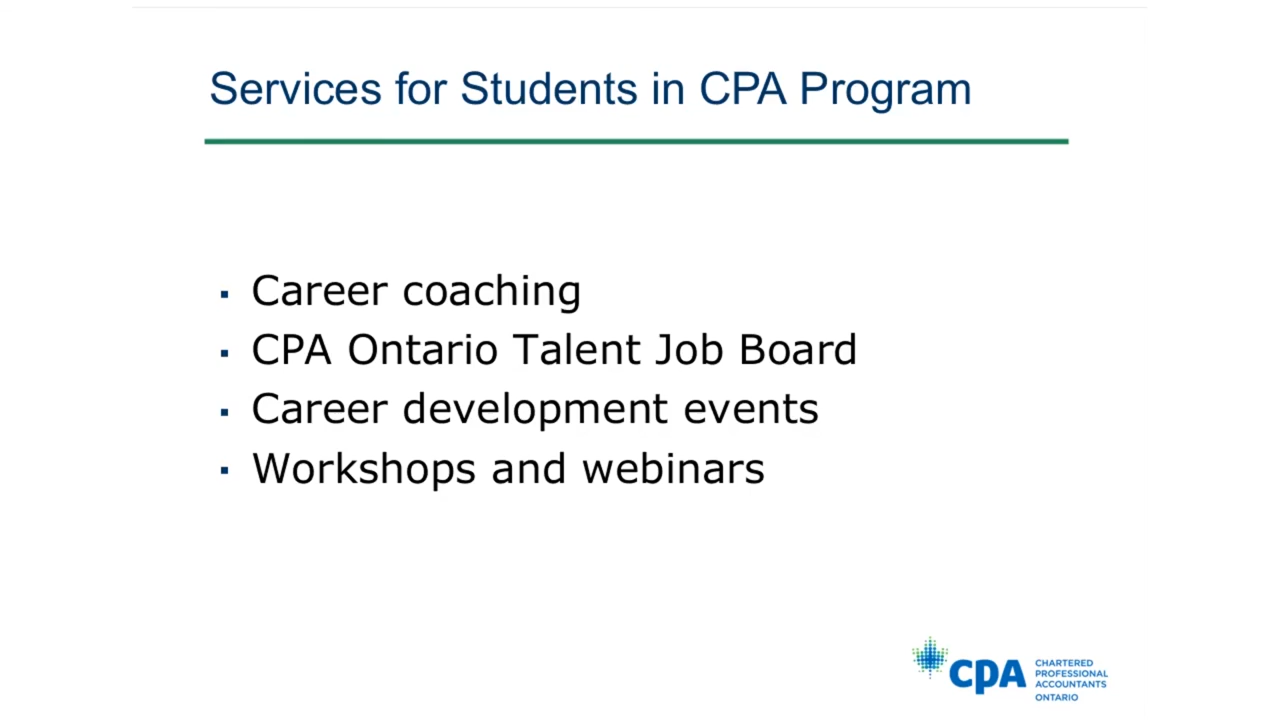 Services for Students in CPA Program
▪ Career coaching
▪ CPA Ontario Talent Job Board
▪ Career development events
▪ Workshops and webinars
CPA
CHARTERED
PROFESSIONAL
ACCOUNTANTS
ONTARIO